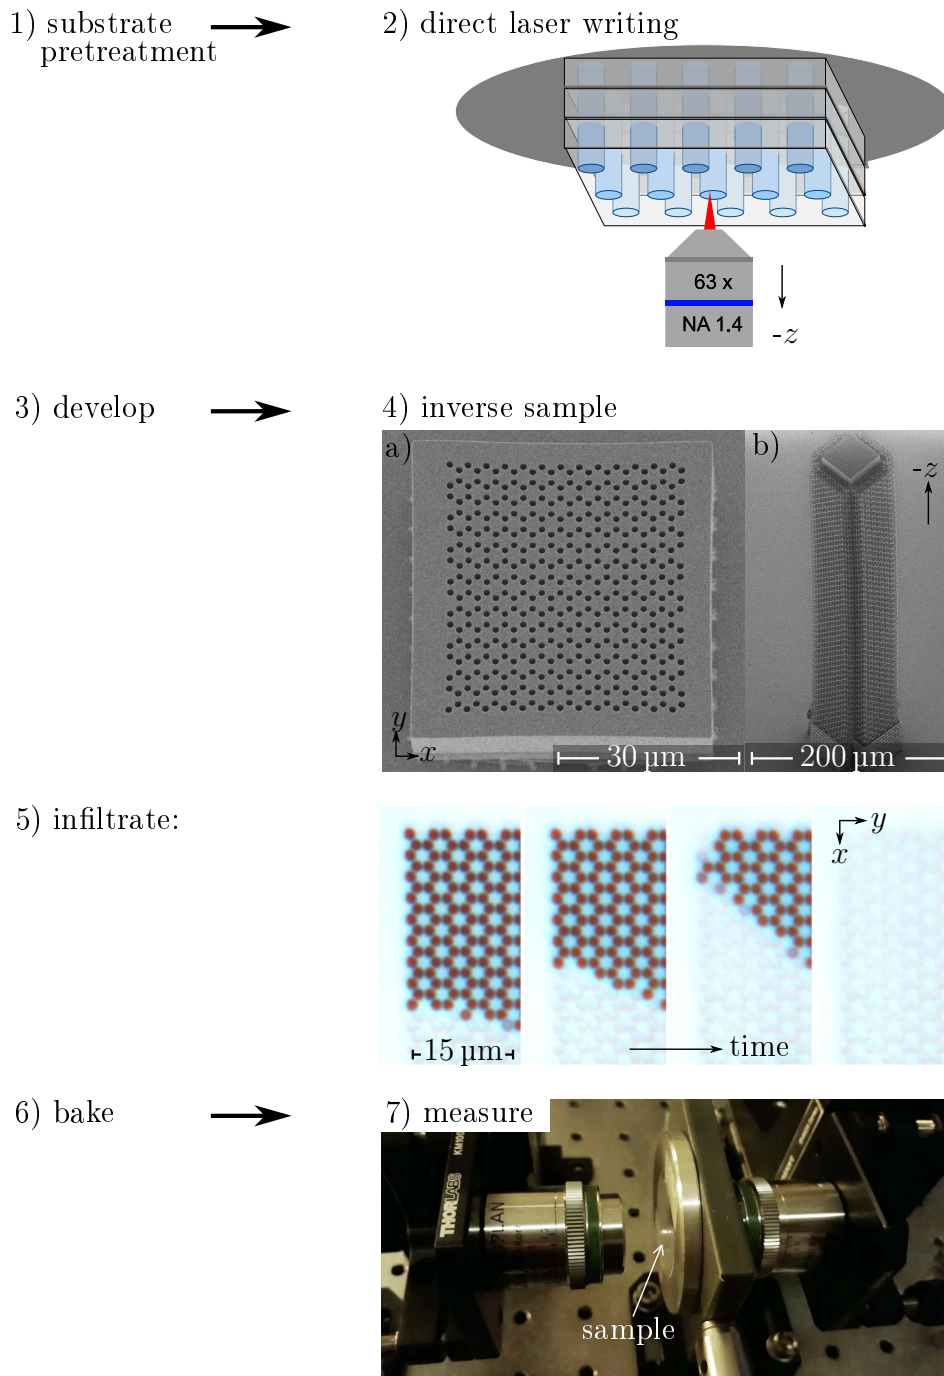 1) substrate
pretreatment
2) direct laser writing
63 x
NA 1.4
-z
3) develop
4) inverse sample
a)
b)
-z
y
x
30 µm
200 µm
5) infiltrate:
y
x
15 µm
time
6) bake
7) measure
KM100
THORLABS
PLAN
sample